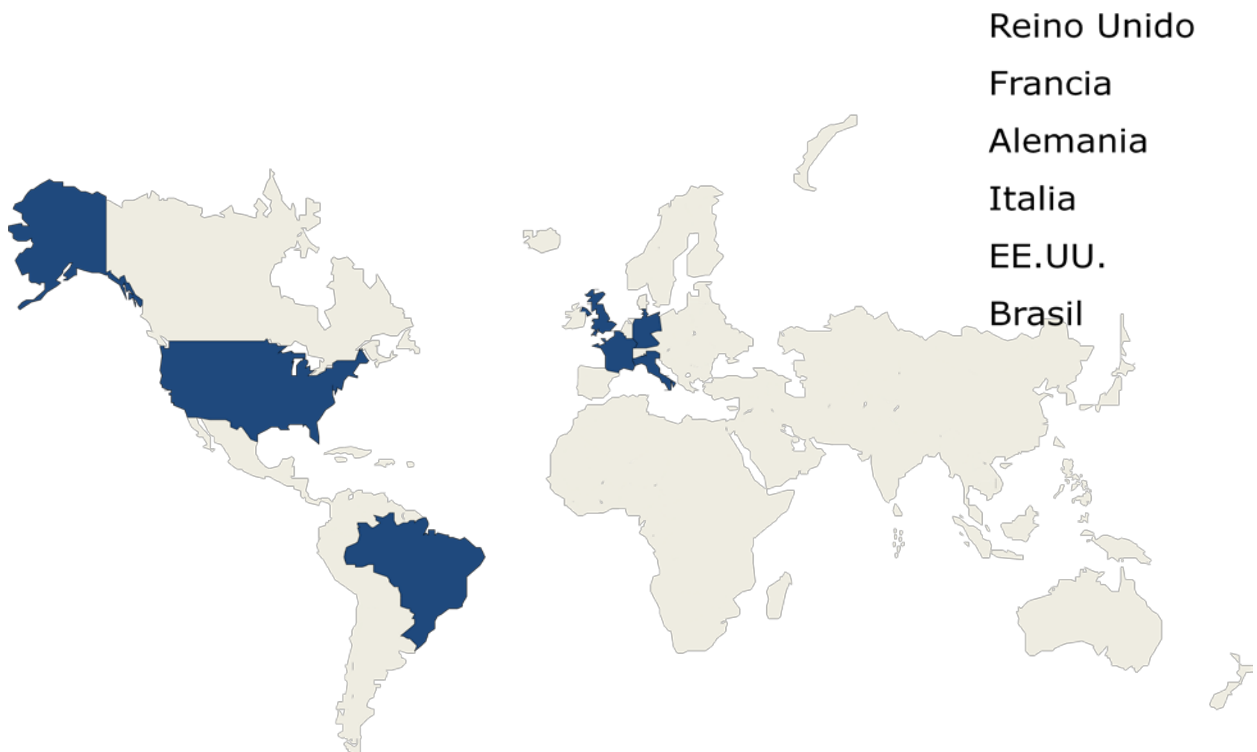 Reino Unido
Francia
Alemania
Italia
EE.UU.
Brasil